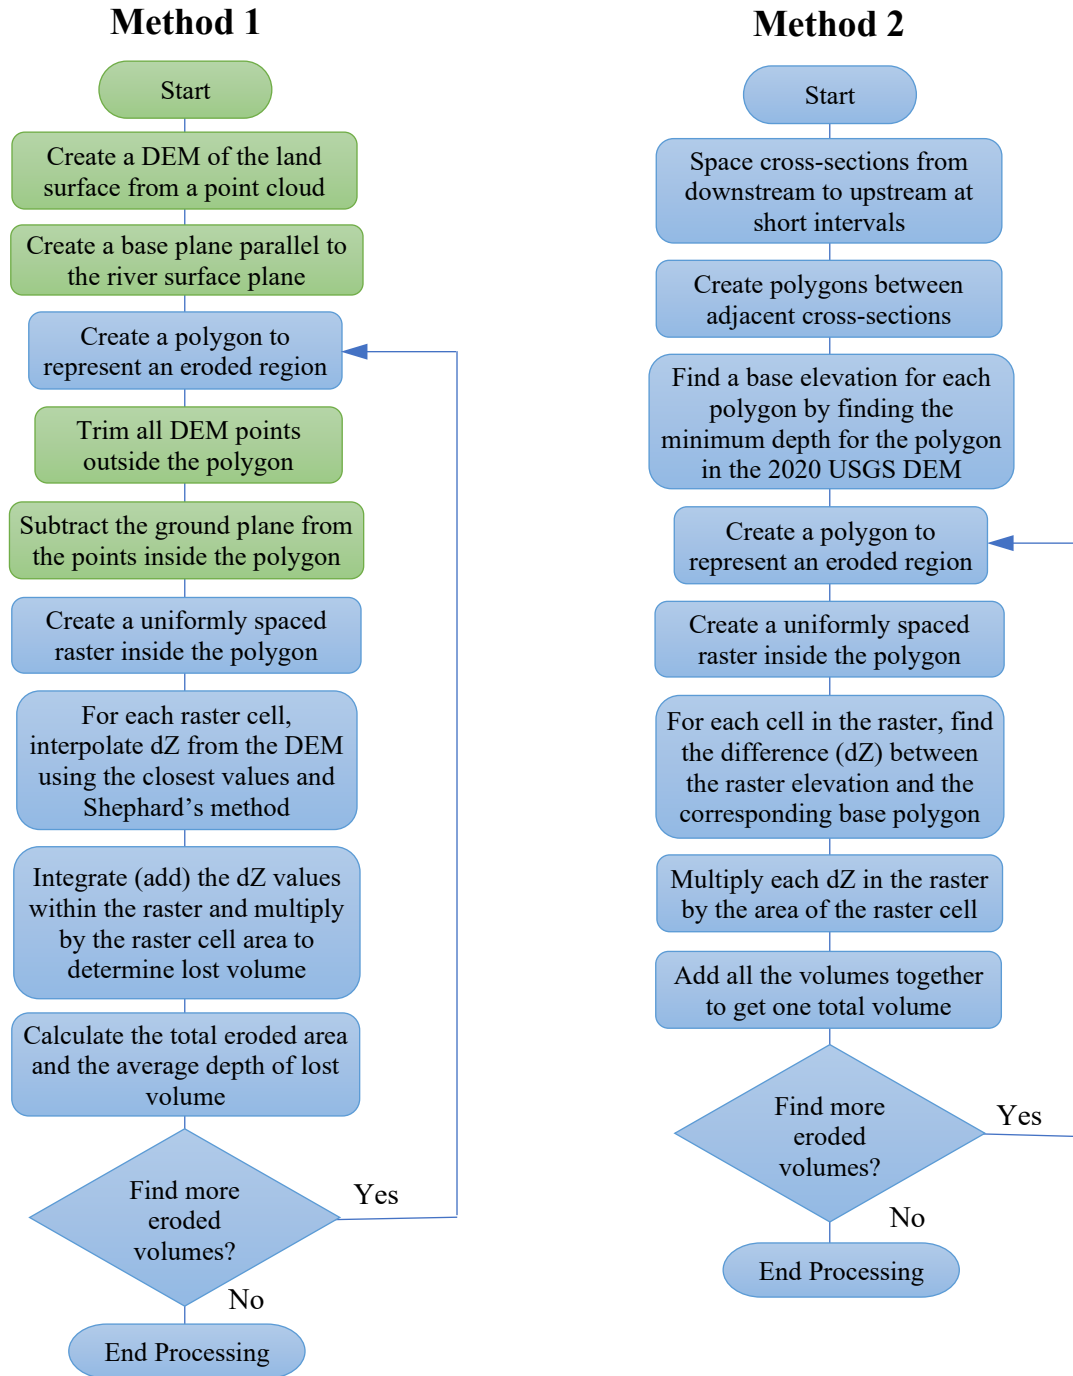 Method 1
Start
Create a DEM of the land
surface from a point cloud
Create a base plane parallel to
the river surface plane
Create a polygon to
represent an eroded region
Trim all DEM points
outside the polygon
Subtract the ground plane from
the points inside the polygon
Create a uniformly spaced
raster inside the polygon
For each raster cell,
interpolate dZ from the DEM
using the closest values and
Shephard’s method
Integrate (add) the dZ values
within the raster and multiply
by the raster cell area to
determine lost volume
Calculate the total eroded area
and the average depth of lost
volume
Find more
eroded
volumes?
Yes
No
End Processing
Method 2
Start
Space cross-sections from
downstream to upstream at
short intervals
Create polygons between
adjacent cross-sections
Find a base elevation for each
polygon by finding the
minimum depth for the polygon
in the 2020 USGS DEM
Create a polygon to
represent an eroded region
Create a uniformly spaced
raster inside the polygon
For each cell in the raster, find
the difference (dZ) between
the raster elevation and the
corresponding base polygon
Multiply each dZ in the raster
by the area of the raster cell
Add all the volumes together
to get one total volume
Find more
eroded
volumes?
Yes
No
End Processing